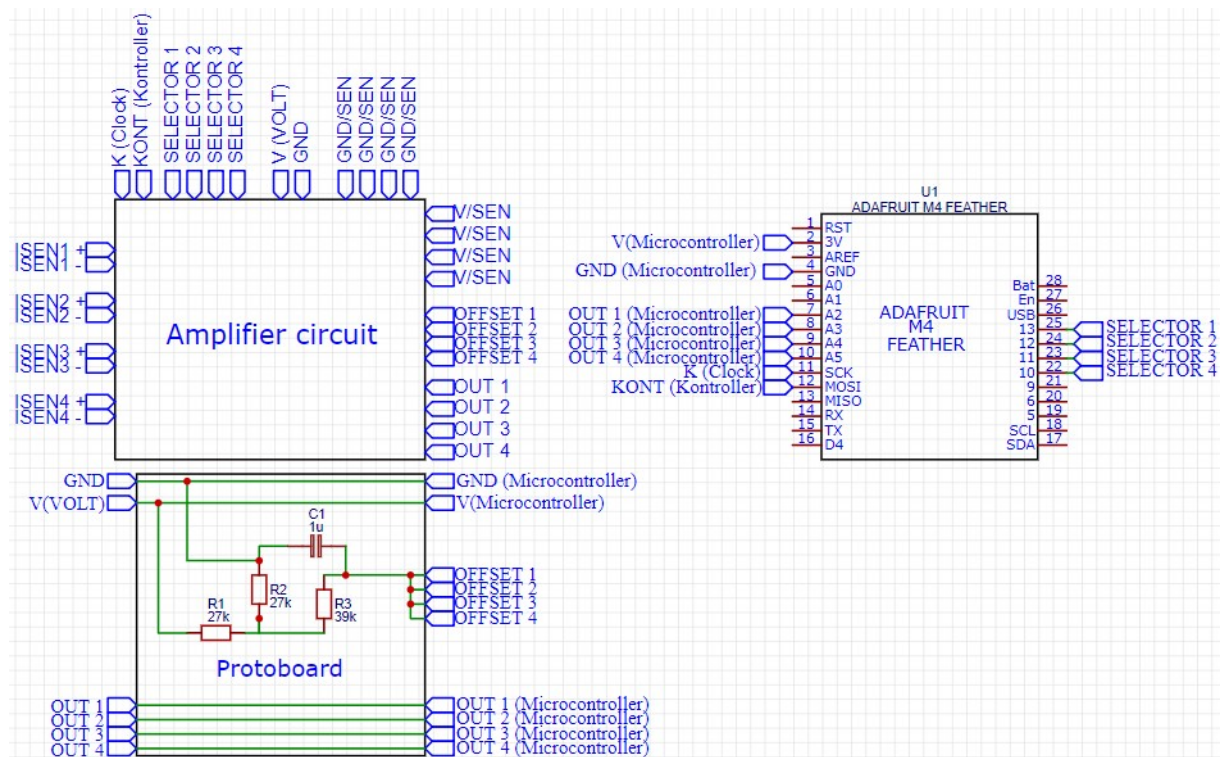 K (Clock)
KONT (Kontroller)
SELECTOR 1
SELECTOR 2
SELECTOR 3
SELECTOR 4
V (VOLT)
GND
GND/SEN
GND/SEN
GND/SEN
GND/SEN
ISEN1 +
ISEN1 -
ISEN2 +
ISEN2 -
ISEN3 +
ISEN3 -
ISEN4 +
ISEN4 -
Amplifier circuit
V/SEN
V/SEN
V/SEN
V/SEN
OFFSET 1
OFFSET 2
OFFSET 3
OFFSET 4
OUT 1
OUT 2
OUT 3
OUT 4
GND
V(VOLT)
GND (Microcontroller)
V(Microcontroller)
C1
1u
R2
27k
R1
27k
R3
39k
OFFSET 1
OFFSET 2
OFFSET 3
OFFSET 4
Protoboard
OUT 1
OUT 2
OUT 3
OUT 4
OUT 1 (Microcontroller)
OUT 2 (Microcontroller)
OUT 3 (Microcontroller)
OUT 4 (Microcontroller)
U1
ADAFRUIT M4 FEATHER
V(Microcontroller)
GND (Microcontroller)
OUT 1 (Microcontroller)
OUT 2 (Microcontroller)
OUT 3 (Microcontroller)
OUT 4 (Microcontroller)
K (Clock)
KONT (Kontroller)
1 RST
2 3V
3 AREF
4 GND
5 A0
6 A1
7 A2
8 A3
9 A4
10 A5
11 SCK
12 MOSI
13 MISO
14 RX
15 TX
16 D4
ADAFRUIT
M4
FEATHER
Bat 28
En 27
USB 26
13 25
12 24
11 23
10 22
9 21
6 20
5 19
SCL 18
SDA 17
SELECTOR 1
SELECTOR 2
SELECTOR 3
SELECTOR 4